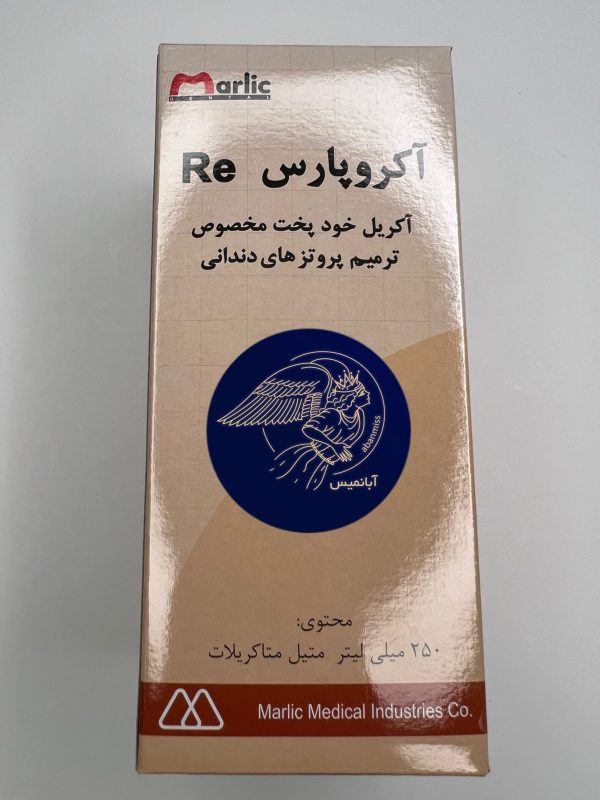 Marlic
DENTAL
آکروپارس Re
آکریل خود پخت مخصوص
ترمیم پروتزهای دندانی
abanmiss
آبانمیس
محتوی:
۲۵۰ میلی لیتر متیل متاکریلات
Marlic Medical Industries Co.